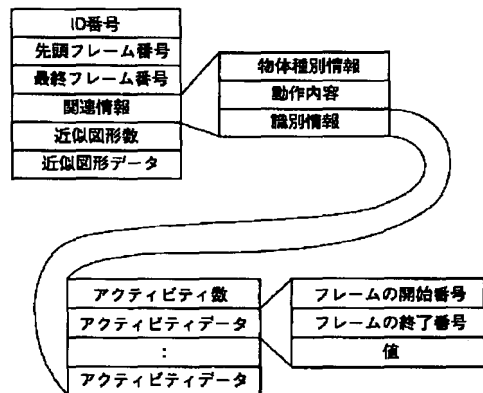 ID番号
先頭フレーム番号
最終フレーム番号
関連情報
近似図形数
近似図形データ
物体種別情報
動作内容
識別情報
アクティビティ数
アクティビティデータ
:
アクティビティデータ
フレームの開始番号
フレームの終了番号
値